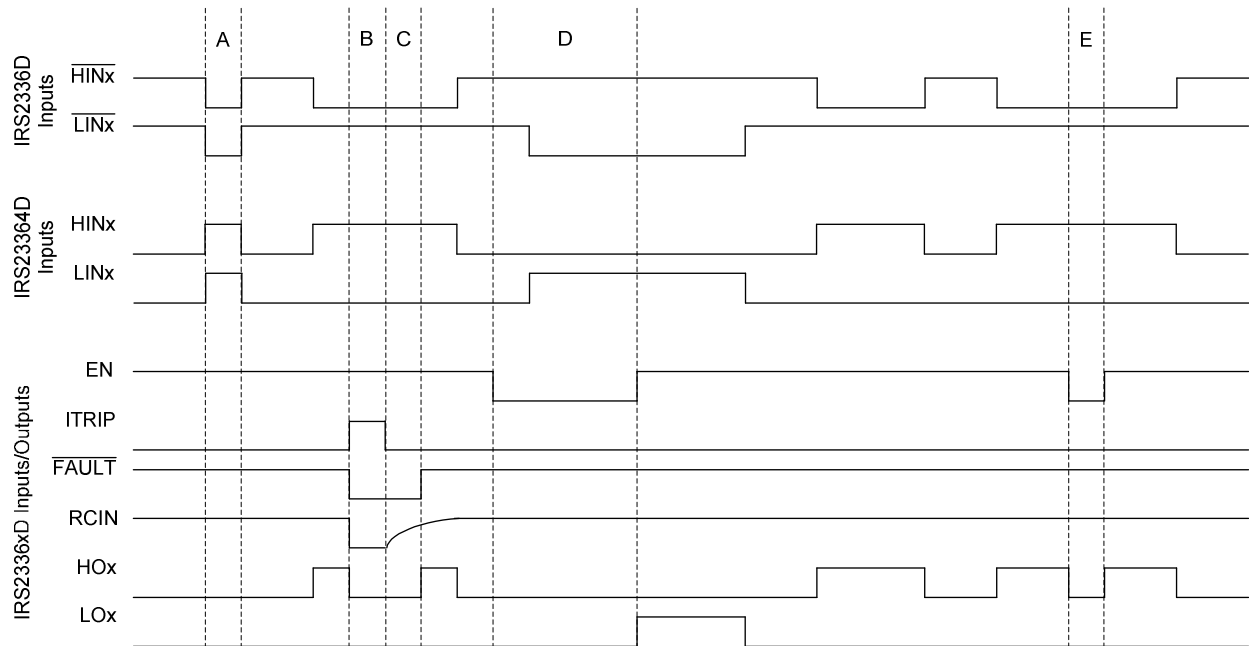 A
B
C
D
E
IRS2336D
Inputs
HINx
LINx
IRS23364D
Inputs
HINx
LINx
IRS2336xD Inputs/Outputs
EN
ITRIP
FAULT
RCIN
HOx
LOx